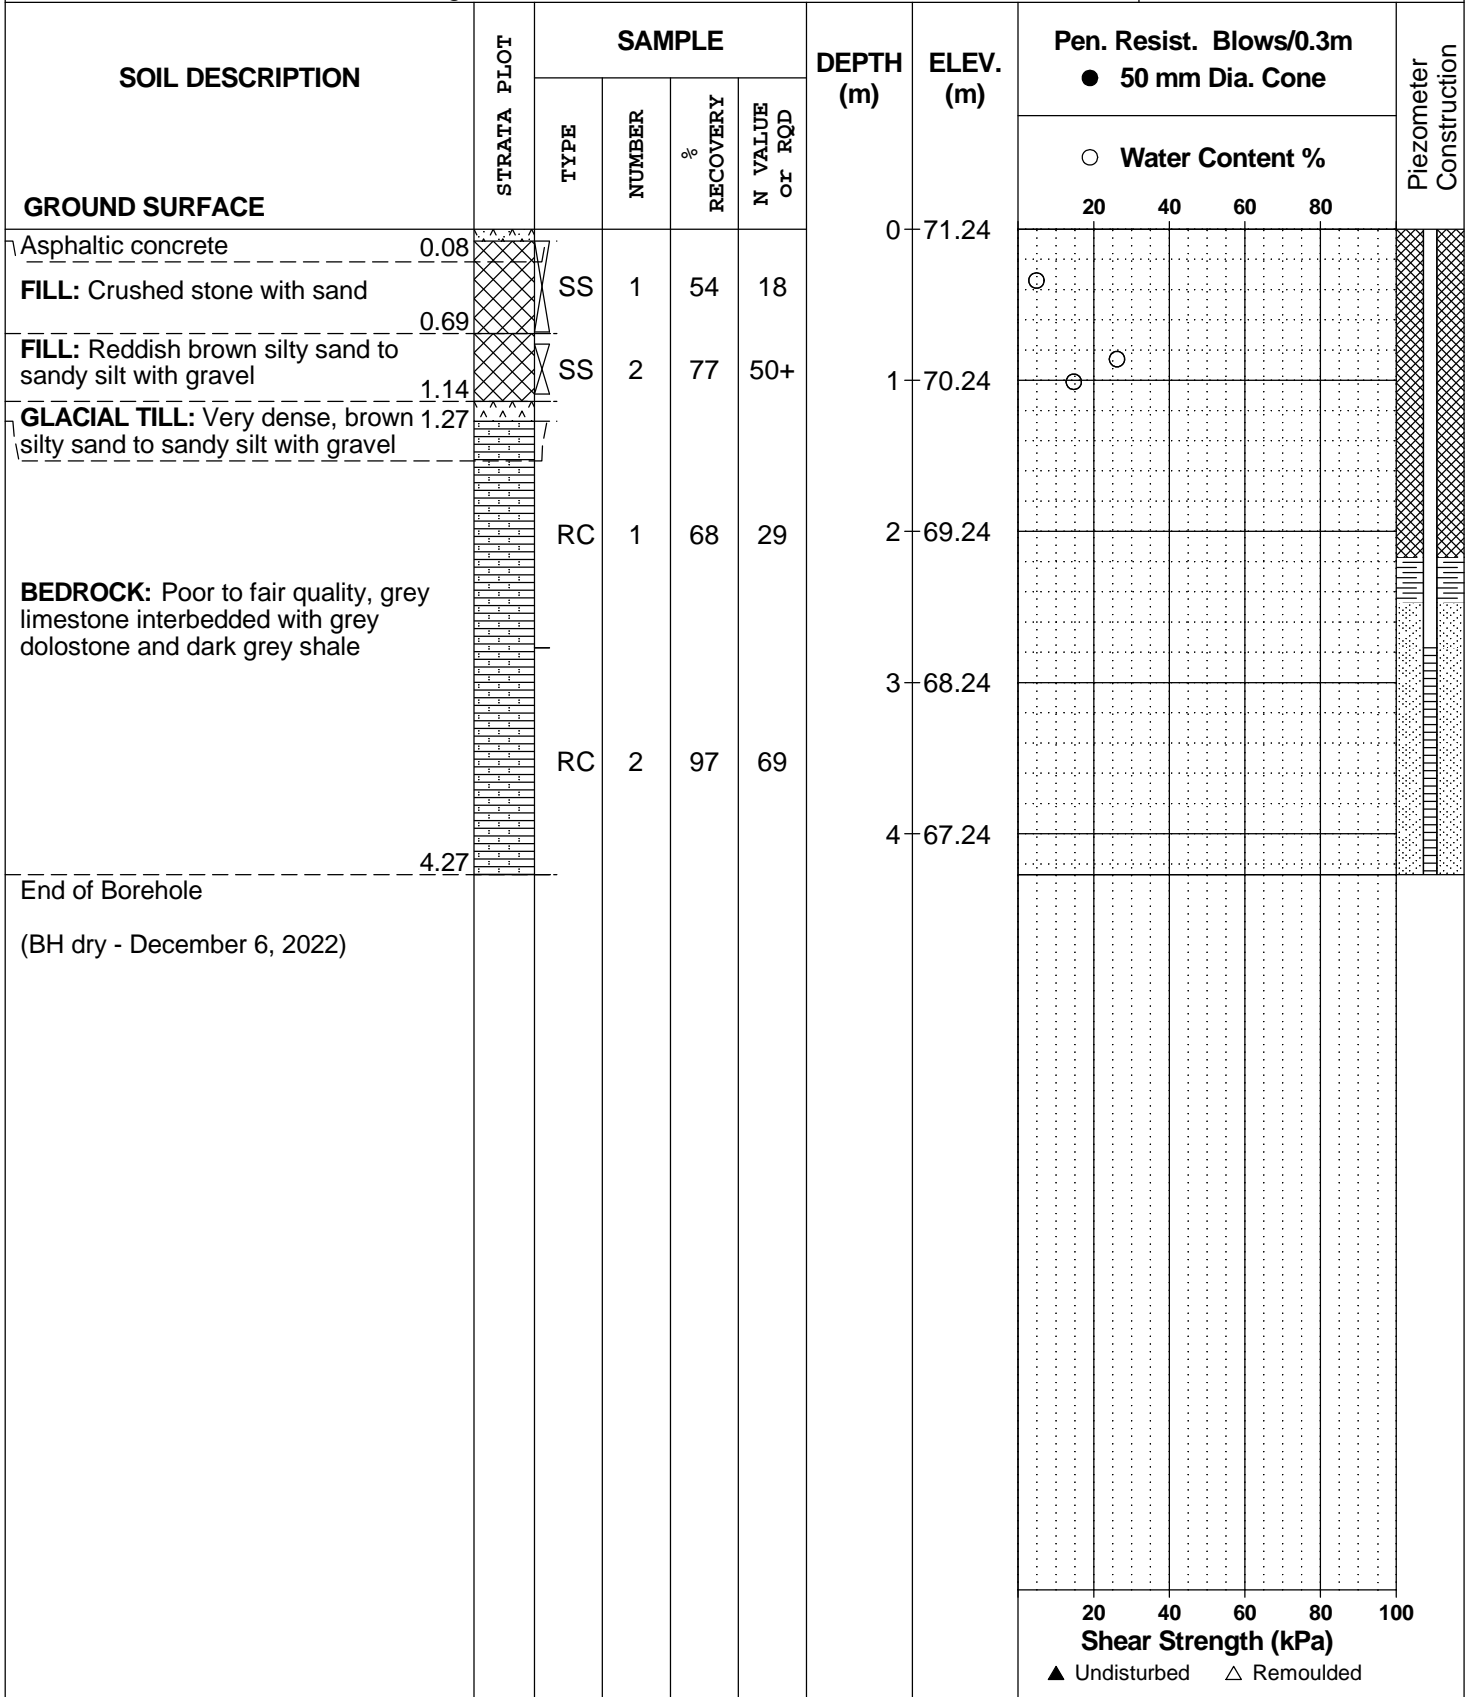 SOIL DESCRIPTION
GROUND SURFACE
STRATA PLOT
SAMPLE
TYPE
NUMBER
% RECOVERY
N VALUE or RQD
DEPTH (m)
ELEV. (m)
Pen. Resist. Blows/0.3m
● 50 mm Dia. Cone
○ Water Content %
20 40 60 80
Piezometer Construction
0 71.24
Asphaltic concrete 0.08
FILL: Crushed stone with sand
0.69
SS 1 54 18
FILL: Reddish brown silty sand to
sandy silt with gravel
1.14
SS 2 77 50+
1 70.24
GLACIAL TILL: Very dense, brown 1.27
silty sand to sandy silt with gravel
RC 1 68 29
2 69.24
BEDROCK: Poor to fair quality, grey
limestone interbedded with grey
dolostone and dark grey shale
3 68.24
RC 2 97 69
4 67.24
4.27
End of Borehole
(BH dry - December 6, 2022)
20 40 60 80 100
Shear Strength (kPa)
▲ Undisturbed △ Remoulded